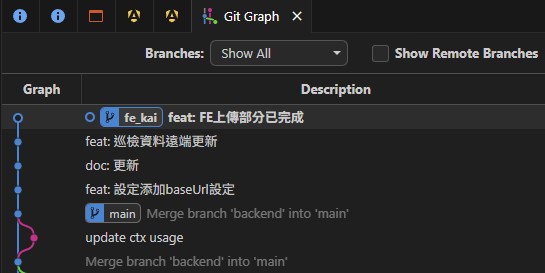 Git Graph
Branches: Show All Show Remote Branches
Graph Description
fe_kai feat: FE上傳部分已完成
feat: 巡檢資料遠端更新
doc: 更新
feat: 設定添加baseUrl設定
main Merge branch 'backend' into 'main'
update ctx usage
Merge branch 'backend' into 'main'